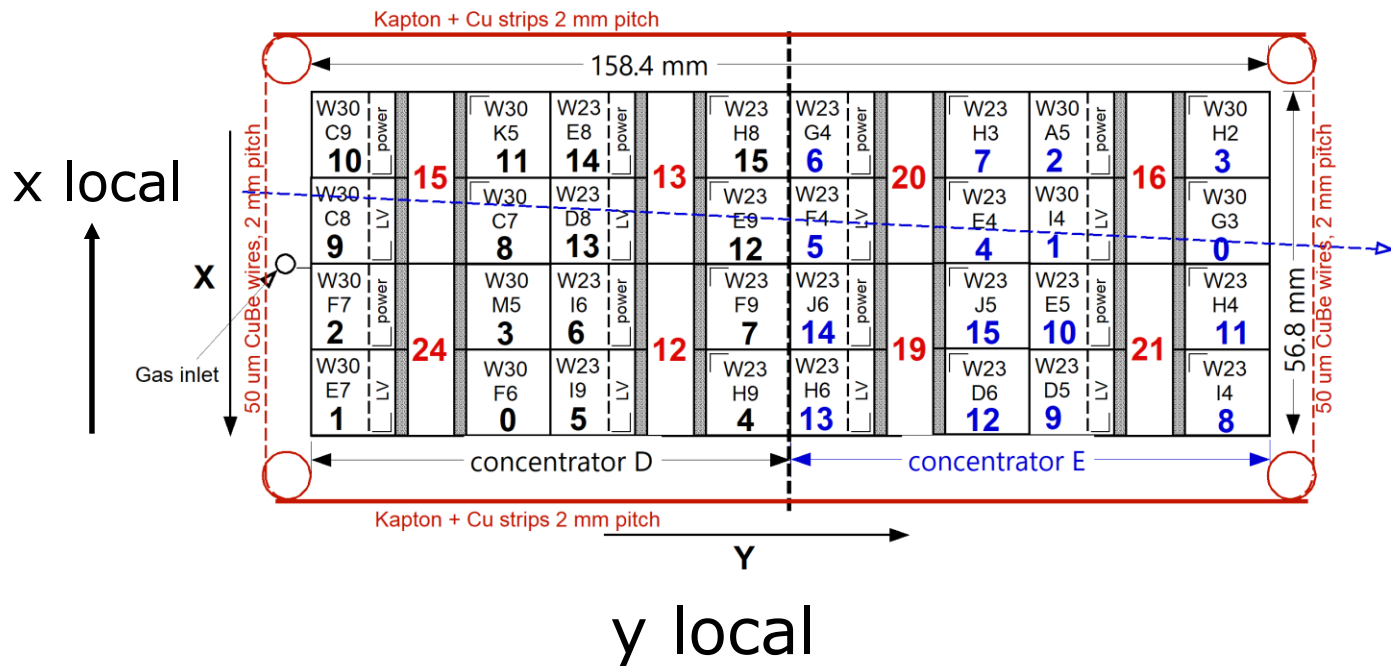 Kapton + Cu strips 2 mm pitch
158.4 mm
W30 W30 W23 W23 W23 W23 W30 W30
C9 power K5 E8 power H8 G4 power H3 A5 power H2
10 11 14 15 6 7 2 3
15 13 20 16
x local
W30 W30 W23 W23 W23 W23 W30 W30
C8 LV C7 D8 LV E9 F4 LV E4 I4 LV G3
9 8 13 12 5 4 1 0
X
W30 W30 W23 W23 W23 W23 W23 W23
F7 power M5 I6 power F9 J6 power J5 E5 power H4
2 3 6 7 14 15 10 11
24 12 19 21
Gas inlet
W30 W30 W23 W23 W23 W23 W23 W23
E7 LV F6 I9 LV H9 H6 LV D6 D5 LV I4
1 0 5 4 13 12 9 8
50 um CuBe wires, 2 mm pitch
56.8 mm
50 um CuBe wires, 2 mm pitch
concentrator D
concentrator E
Kapton + Cu strips 2 mm pitch
Y
y local